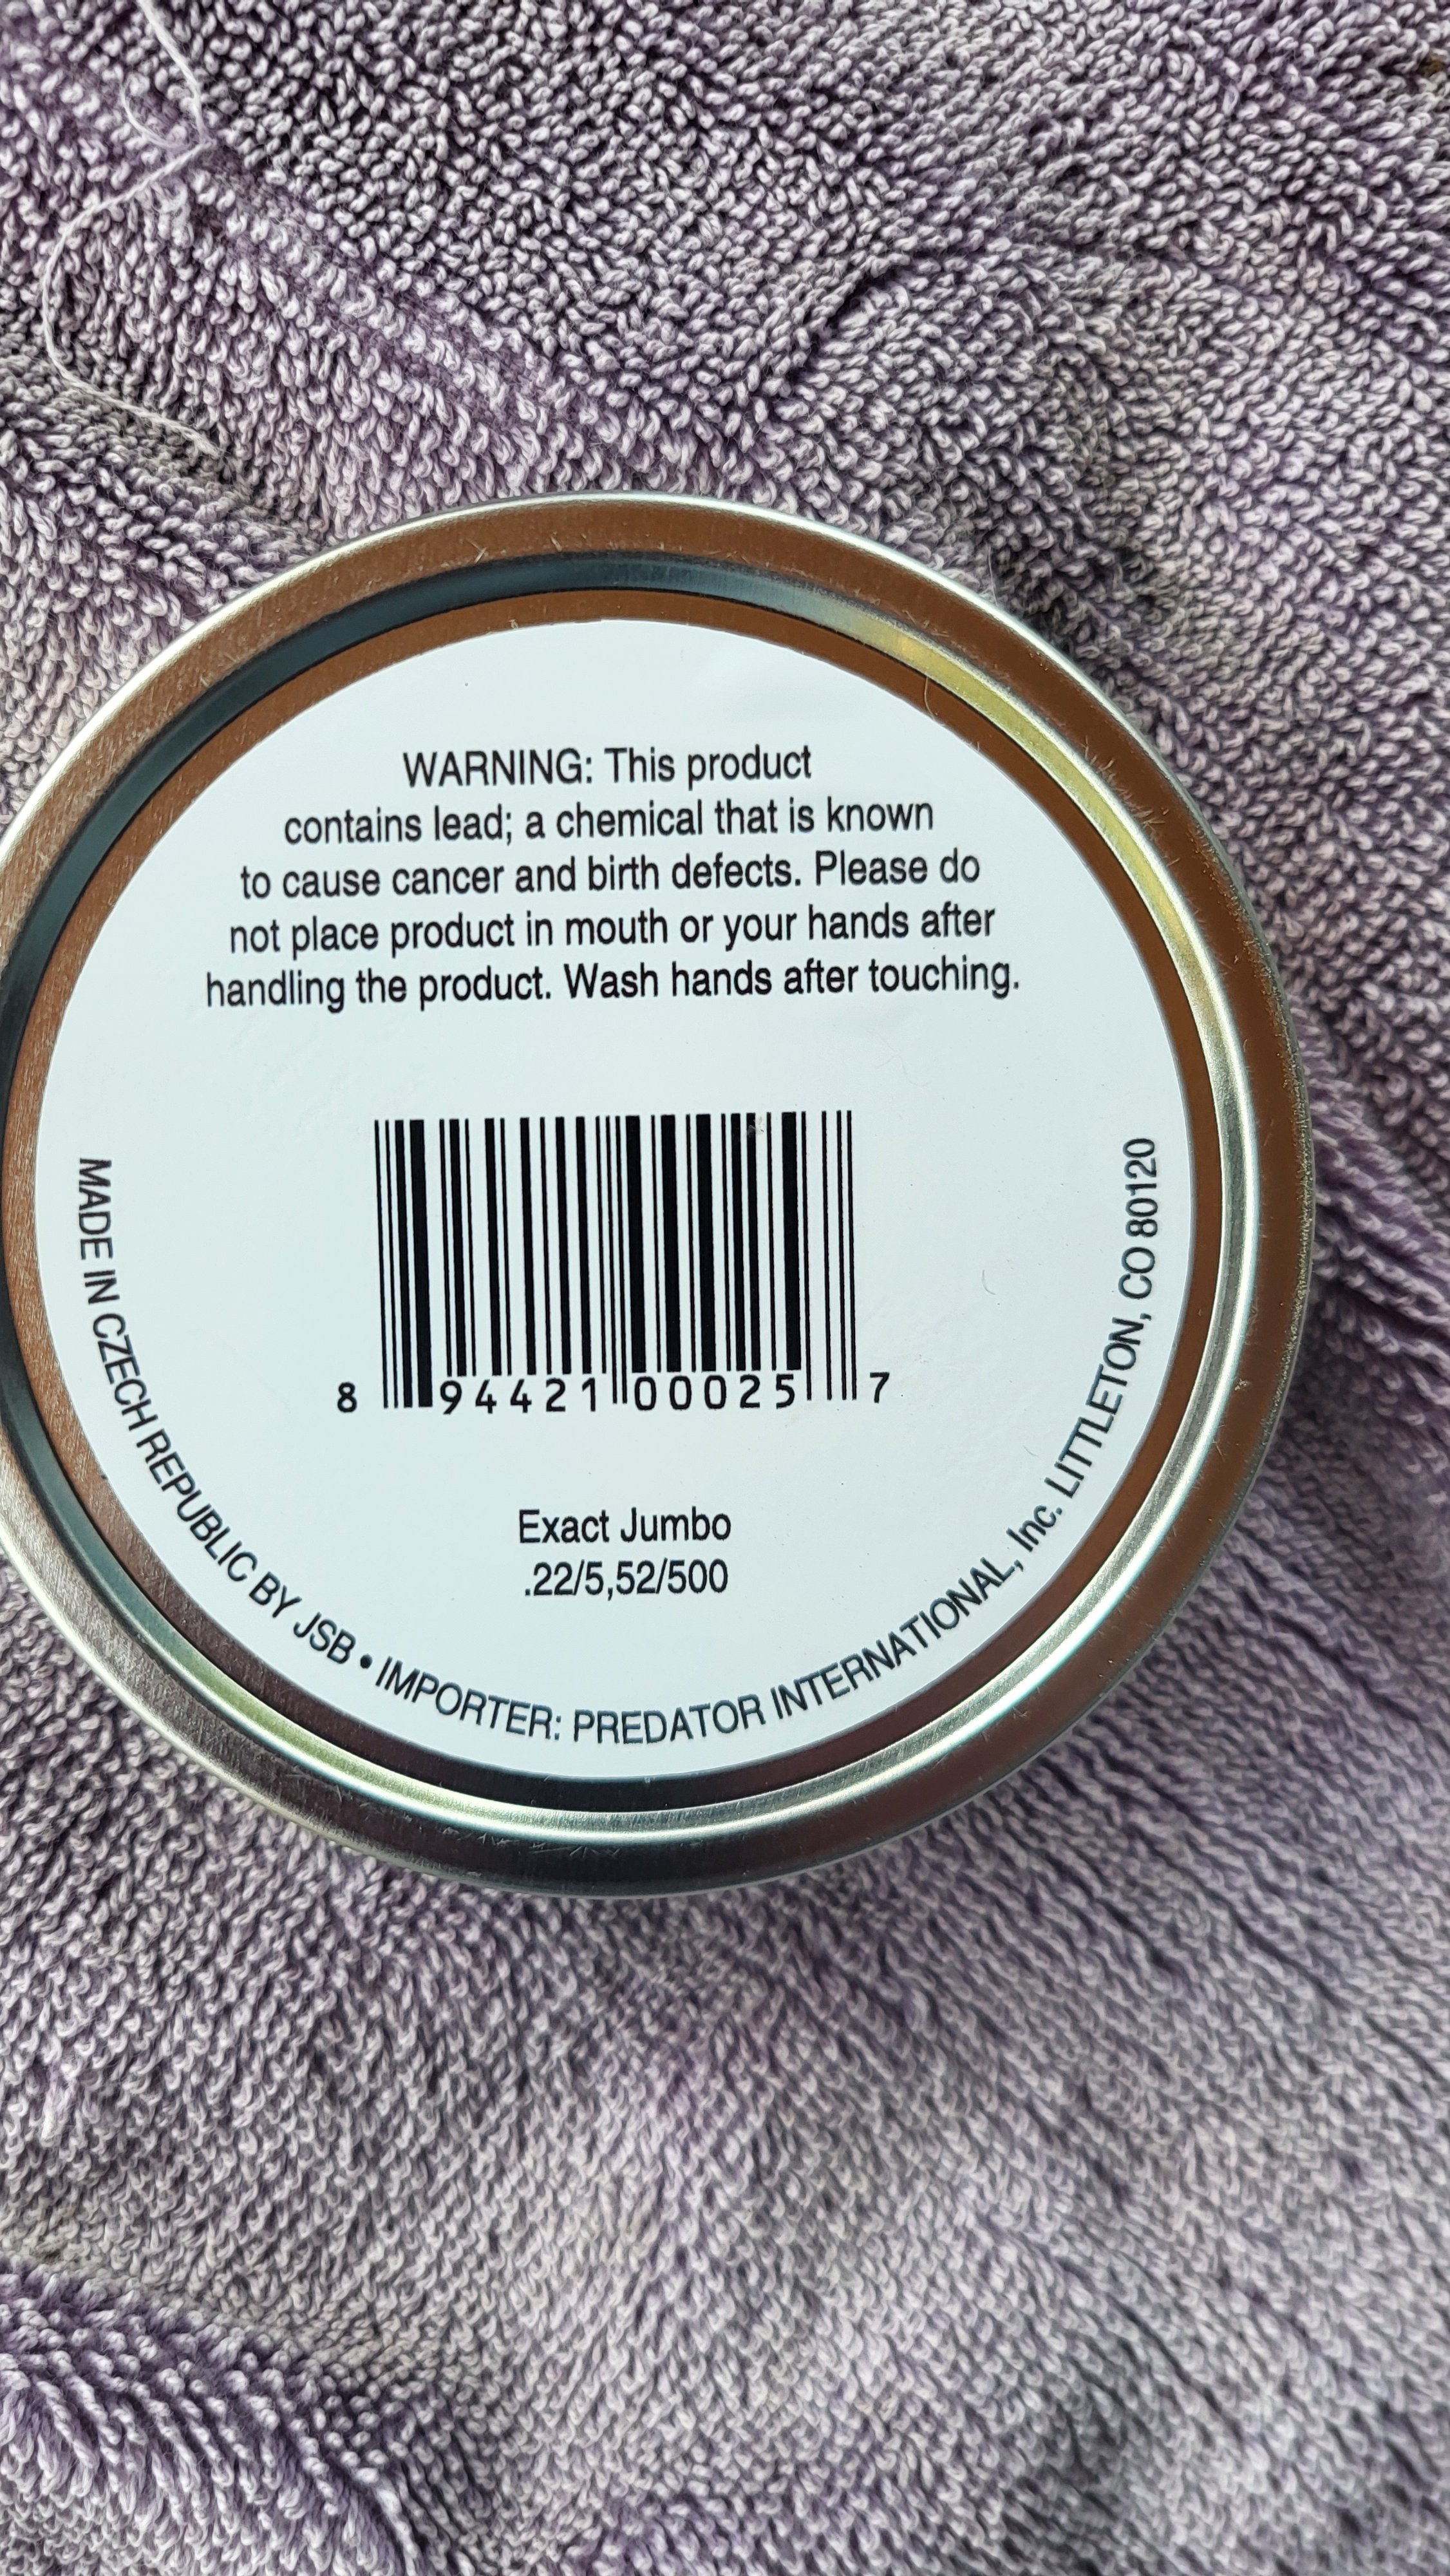 WARNING: This product
contains lead; a chemical that is known
to cause cancer and birth defects. Please do
not place product in mouth or your hands after
handling the product. Wash hands after touching.
8 94421 00025 7
Exact Jumbo
.22/5,52/500
MADE IN CZECH REPUBLIC BY JSB • IMPORTER: PREDATOR INTERNATIONAL, Inc. LITTLETON, CO 80120